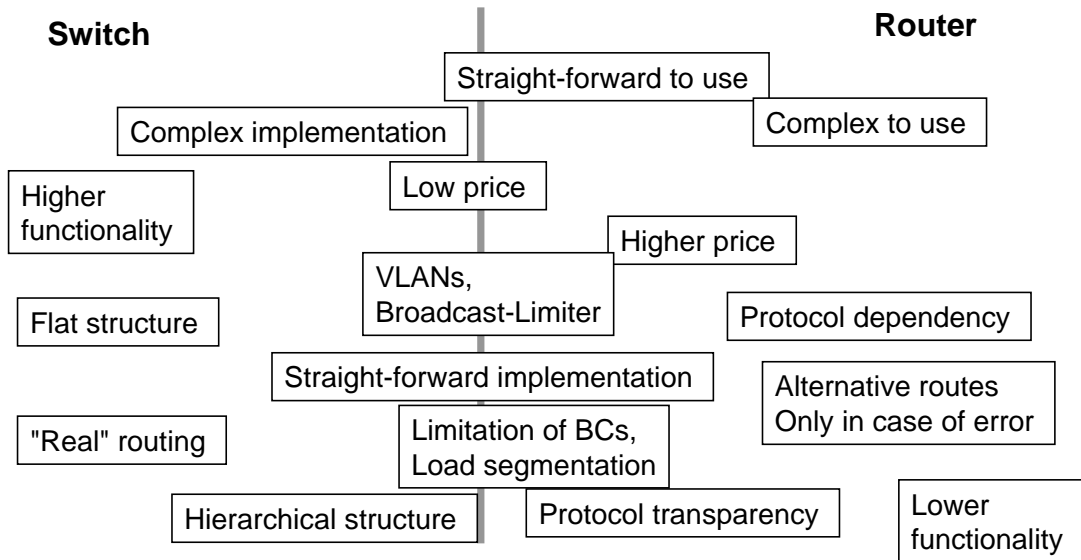 Switch
Router
Straight-forward to use
Complex implementation
Complex to use
Low price
Higher
functionality
Higher price
VLANs,
Broadcast-Limiter
Flat structure
Protocol dependency
Straight-forward implementation
Alternative routes
Only in case of error
"Real" routing
Limitation of BCs,
Load segmentation
Hierarchical structure
Protocol transparency
Lower
functionality